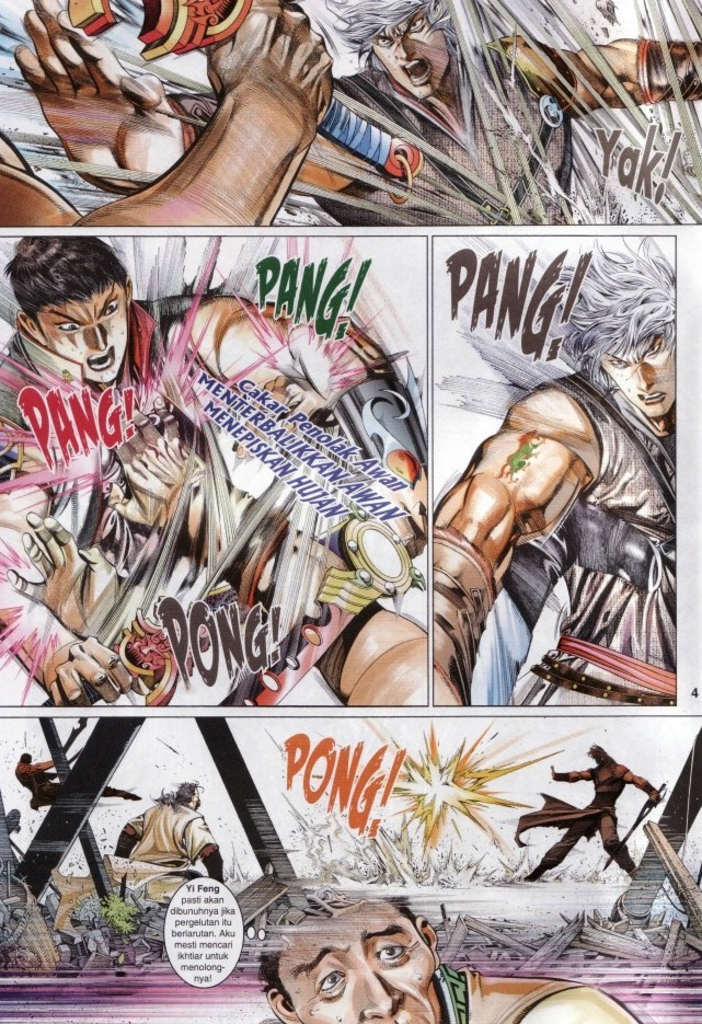 Yak!
PANG!
PANG!
Cakar Penolak Awan
MENTERBALIKKAN AWAN
MENEPISKAN HUJAN
PONG!
PANG!
4
PONG!
Yi Feng
pasti akan
dibunuhnya jika
pergelutan itu
berlarutan. Aku
mesti mencari
ikhtiar untuk
menolong-
nya!